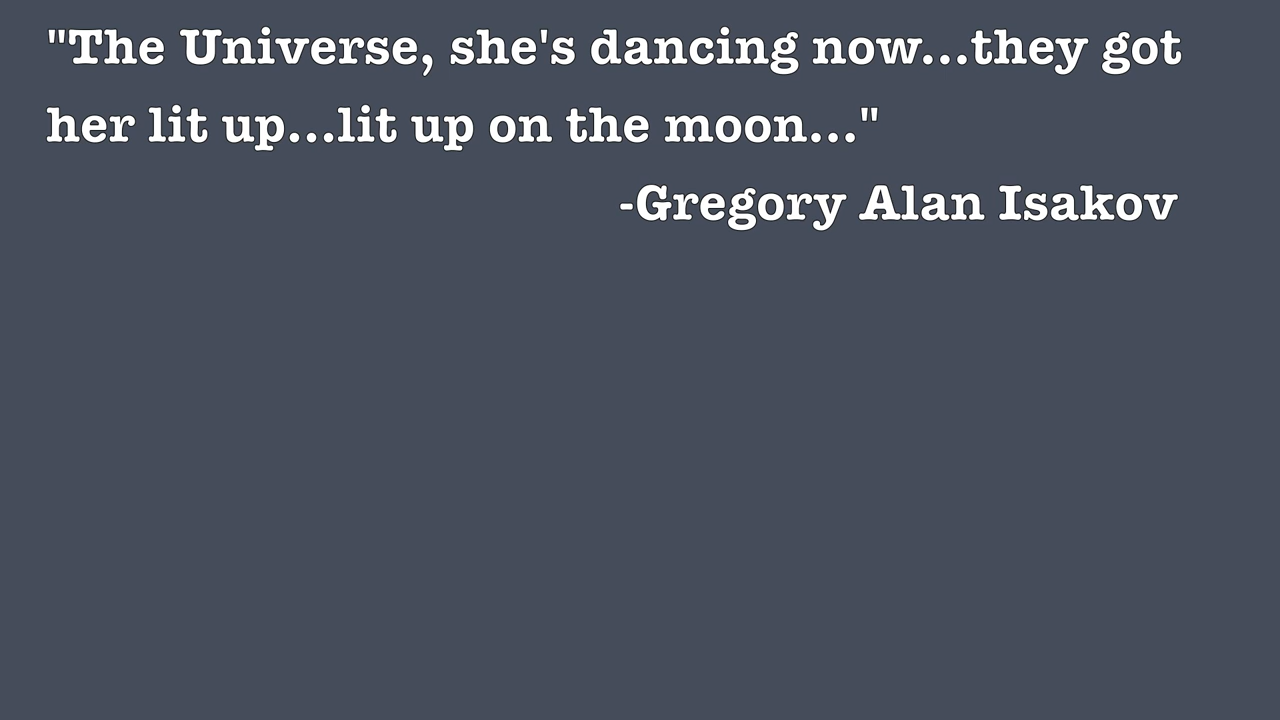 "The Universe, she's dancing now...they got
her lit up...lit up on the moon..."
-Gregory Alan Isakov